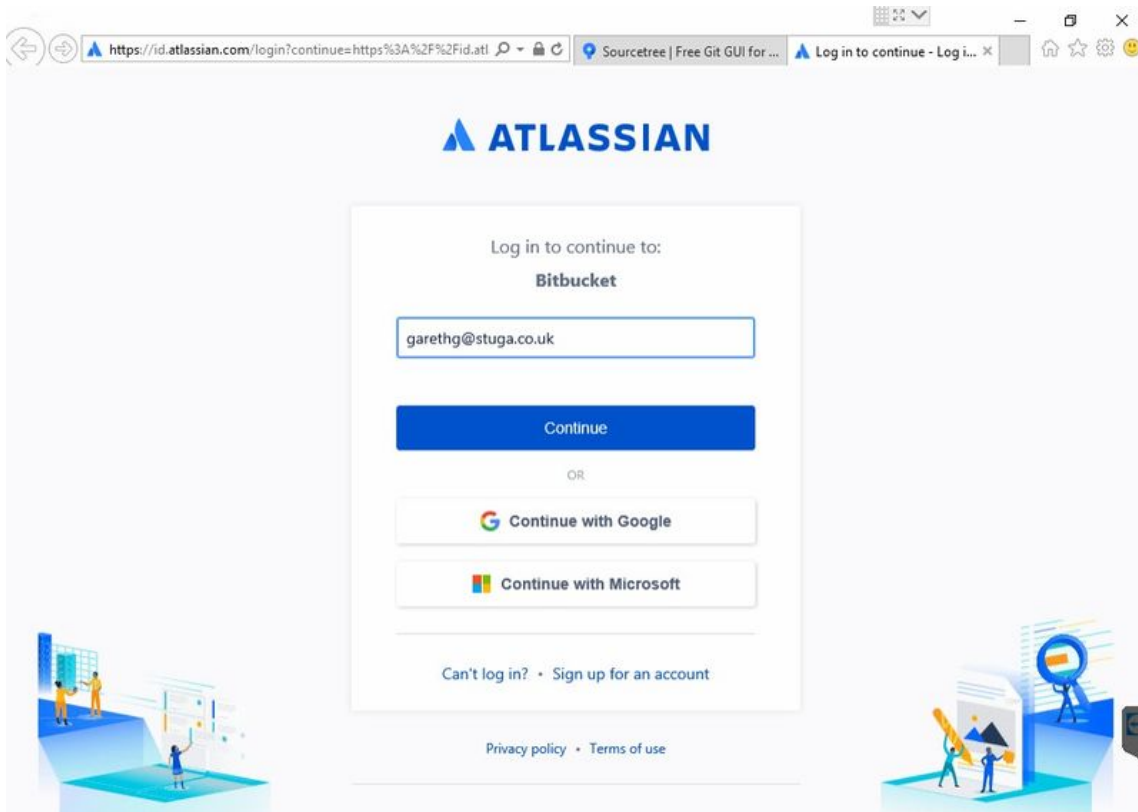 https://id.atlassian.com/login?continue=https%3A%2F%2Fid.atl
Sourcetree | Free Git GUI for ...
Log in to continue - Log i...
ATLASSIAN
Log in to continue to:
Bitbucket
garethg@stuga.co.uk
Continue
OR
Continue with Google
Continue with Microsoft
Can't log in? • Sign up for an account
Privacy policy • Terms of use